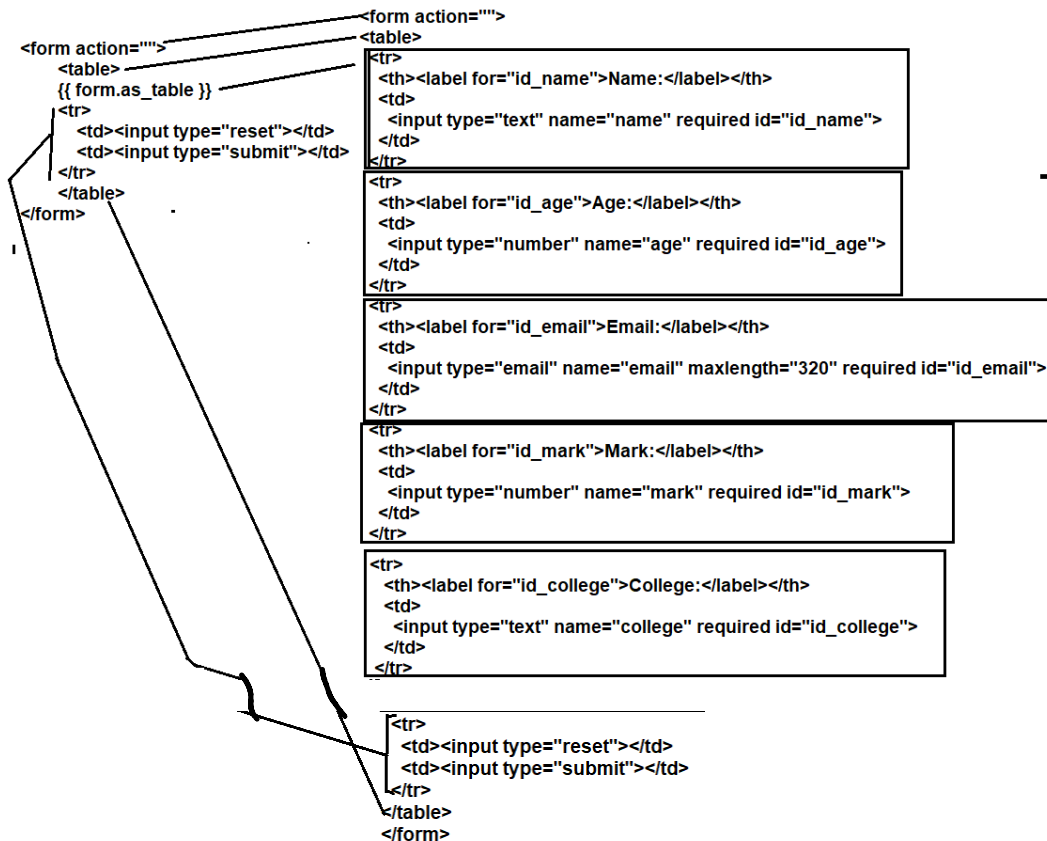 <form action="">
<table>
{{ form.as_table }}
<tr>
<td><input type="reset"></td>
<td><input type="submit"></td>
</tr>
</table>
</form>
<form action="">
<table>
<tr>
<th><label for="id_name">Name:</label></th>
<td>
<input type="text" name="name" required id="id_name">
</td>
</tr>
<tr>
<th><label for="id_age">Age:</label></th>
<td>
<input type="number" name="age" required id="id_age">
</td>
</tr>
<tr>
<th><label for="id_email">Email:</label></th>
<td>
<input type="email" name="email" maxlength="320" required id="id_email">
</td>
</tr>
<tr>
<th><label for="id_mark">Mark:</label></th>
<td>
<input type="number" name="mark" required id="id_mark">
</td>
</tr>
<tr>
<th><label for="id_college">College:</label></th>
<td>
<input type="text" name="college" required id="id_college">
</td>
</tr>
<tr>
<td><input type="reset"></td>
<td><input type="submit"></td>
</tr>
</table>
</form>